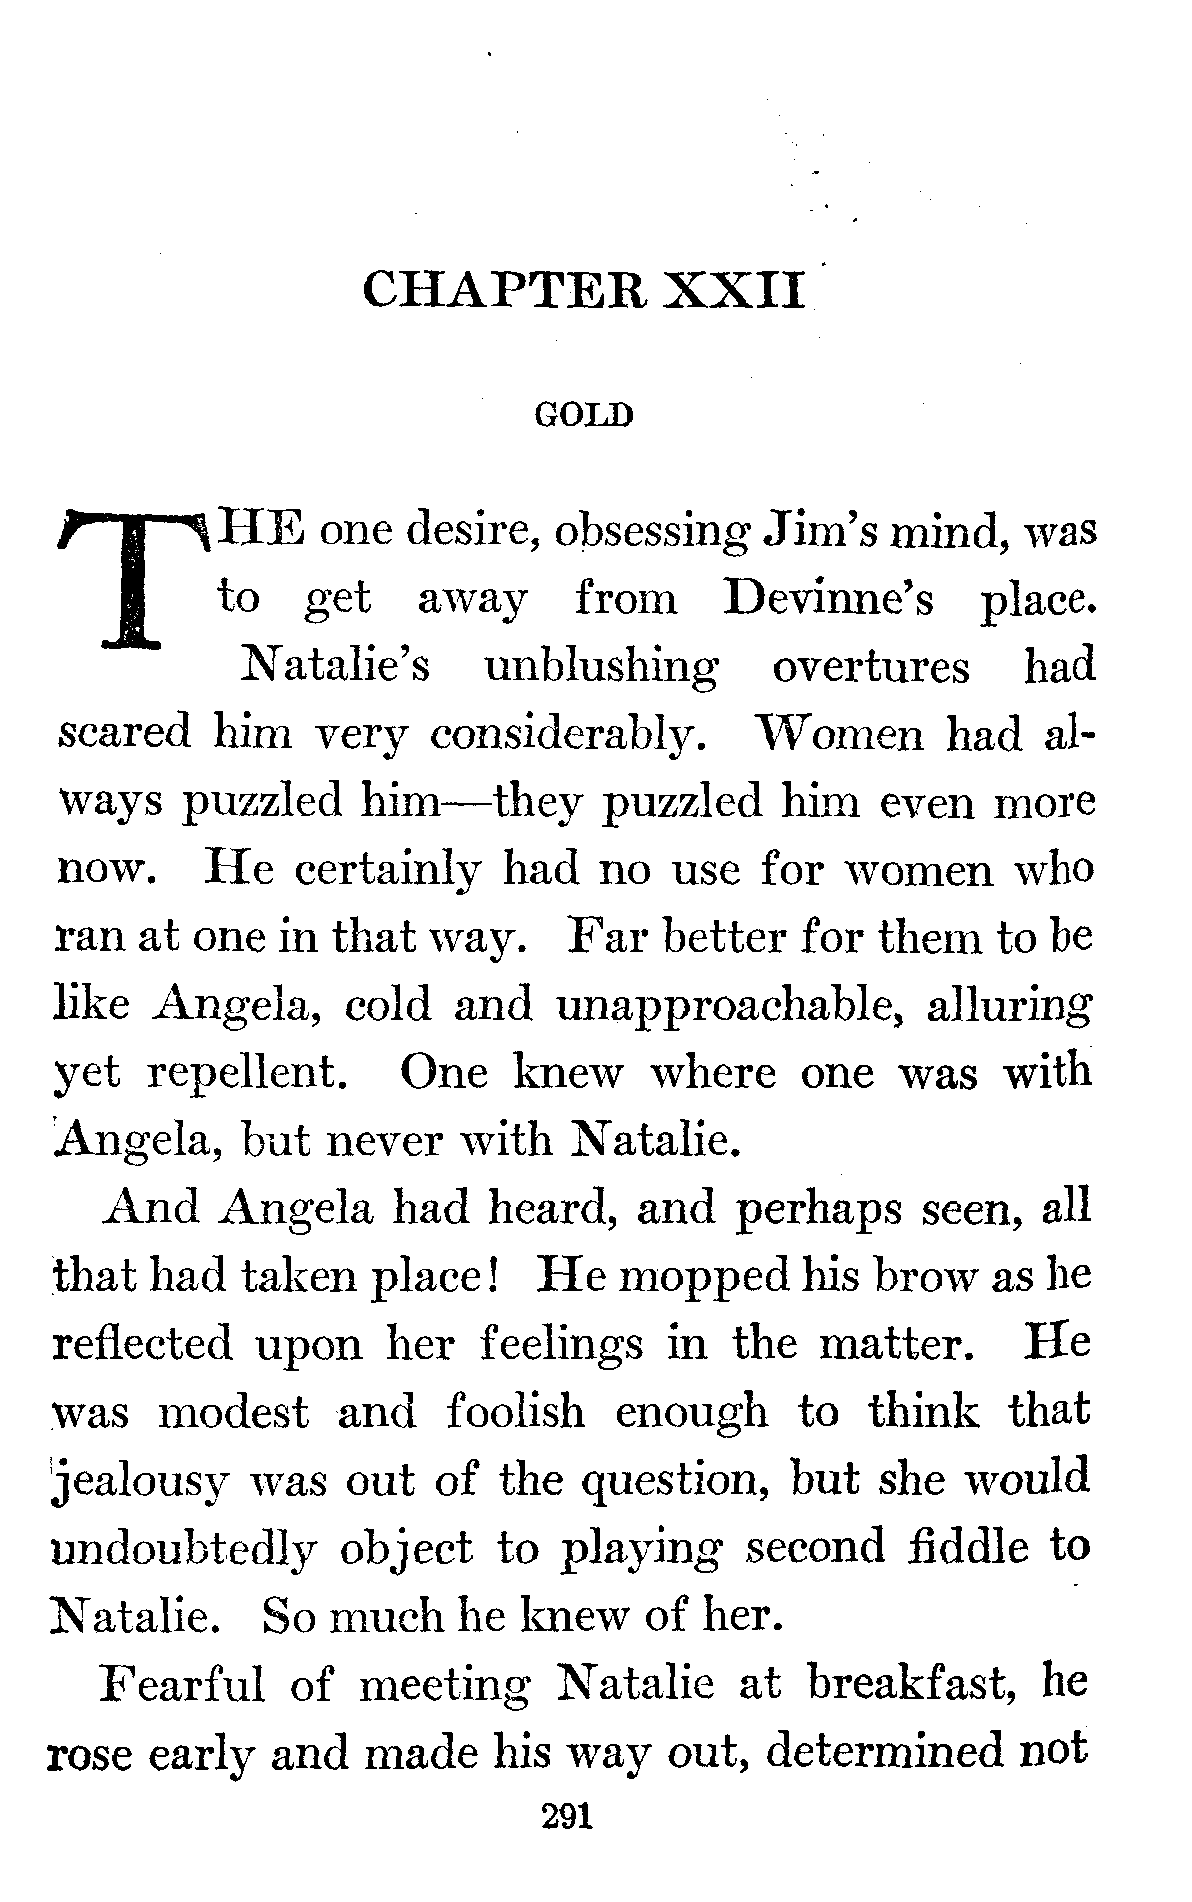 CHAPTER XXII
GOLD
THE one desire, obsessing Jim's mind, was
to get away from Devinne's place.
Natalie's unblushing overtures had
scared him very considerably. Women had al-
ways puzzled him—they puzzled him even more
now. He certainly had no use for women who
ran at one in that way. Far better for them to be
like Angela, cold and unapproachable, alluring
yet repellent. One knew where one was with
Angela, but never with Natalie.
And Angela had heard, and perhaps seen, all
that had taken place! He mopped his brow as he
reflected upon her feelings in the matter. He
was modest and foolish enough to think that
jealousy was out of the question, but she would
undoubtedly object to playing second fiddle to
Natalie. So much he knew of her.
Fearful of meeting Natalie at breakfast, he
rose early and made his way out, determined not
291